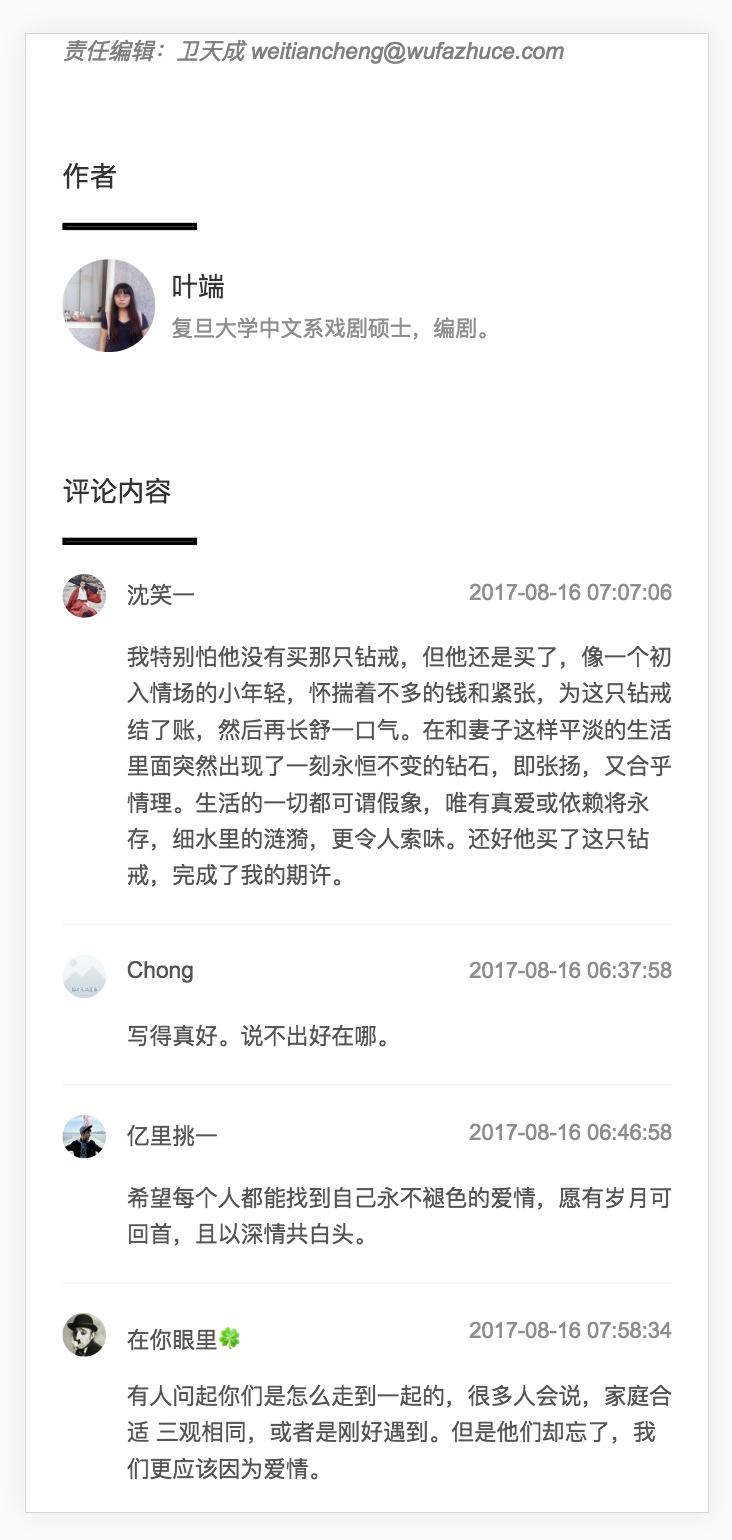 责任编辑：卫天成 weitiancheng@wufazhuce.com
作者
叶端
复旦大学中文系戏剧硕士，编剧。
评论内容
沈笑一
2017-08-16 07:07:06
我特别怕他没有买那只钻戒，但他还是买了，像一个初
入情场的小年轻，怀揣着不多的钱和紧张，为这只钻戒
结了账，然后再长舒一口气。在和妻子这样平淡的生活
里面突然出现了一刻永恒不变的钻石，即张扬，又合乎
情理。生活的一切都可谓假象，唯有真爱或依赖将永
存，细水里的涟漪，更令人索味。还好他买了这只钻
戒，完成了我的期许。
Chong
2017-08-16 06:37:58
写得真好。说不出好在哪。
亿里挑一
2017-08-16 06:46:58
希望每个人都能找到自己永不褪色的爱情，愿有岁月可
回首，且以深情共白头。
在你眼里🍀
2017-08-16 07:58:34
有人问起你们是怎么走到一起的，很多人会说，家庭合
适 三观相同，或者是刚好遇到。但是他们却忘了，我
们更应该因为爱情。